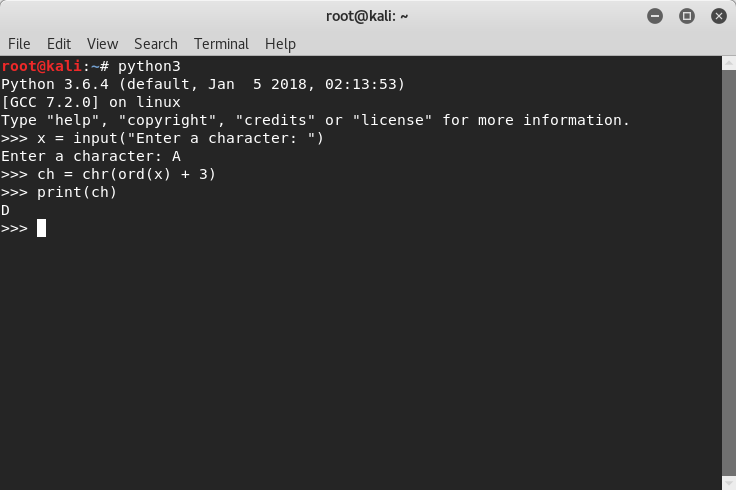 root@kali: ~
File Edit View Search Terminal Help
root@kali:~# python3
Python 3.6.4 (default, Jan  5 2018, 02:13:53)
[GCC 7.2.0] on linux
Type "help", "copyright", "credits" or "license" for more information.
>>> x = input("Enter a character: ")
Enter a character: A
>>> ch = chr(ord(x) + 3)
>>> print(ch)
D
>>>